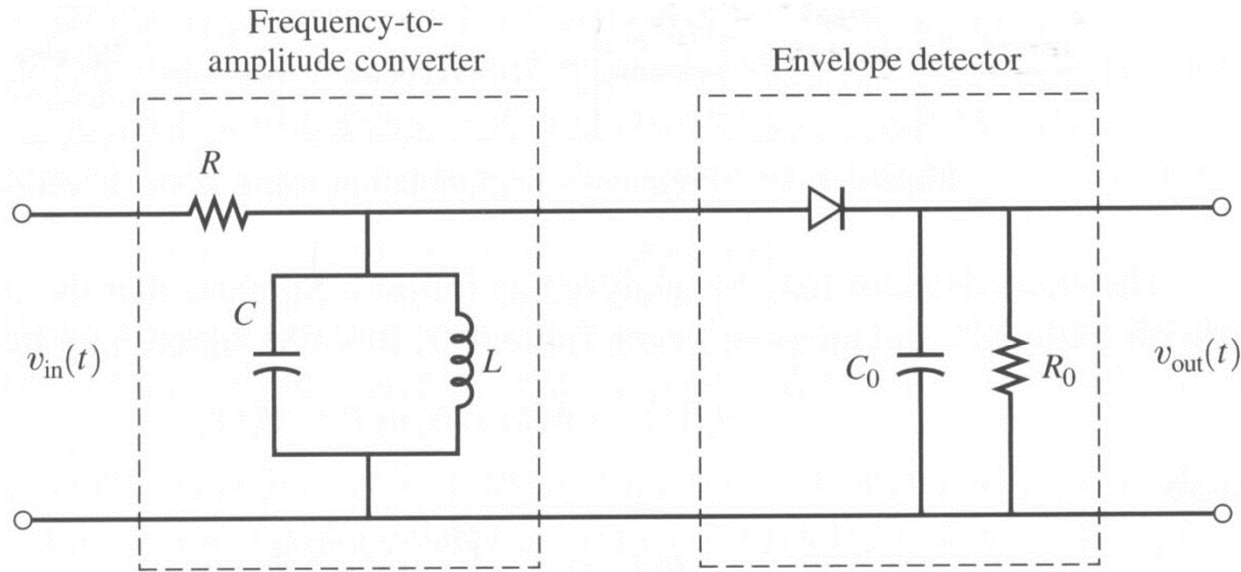 Frequency-to-
amplitude converter
Envelope detector
R
C
L
v_in(t)
C_0
R_0
v_out(t)